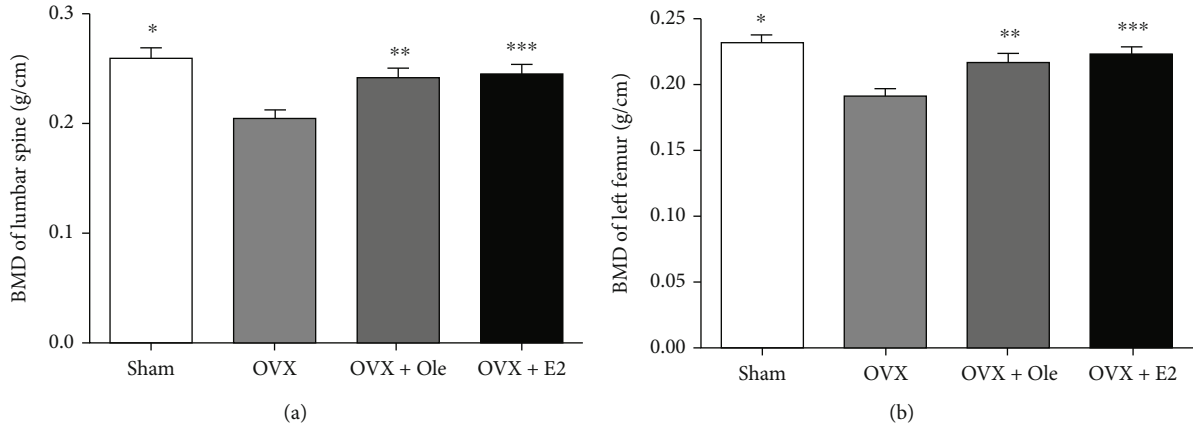 BMD of lumbar spine (g/cm)
0.3
0.2
0.1
0.0
*
**
***
Sham
OVX
OVX + Ole
OVX + E2
(a)
BMD of left femur (g/cm)
0.25
0.20
0.15
0.10
0.05
0.00
*
**
***
Sham
OVX
OVX + Ole
OVX + E2
(b)